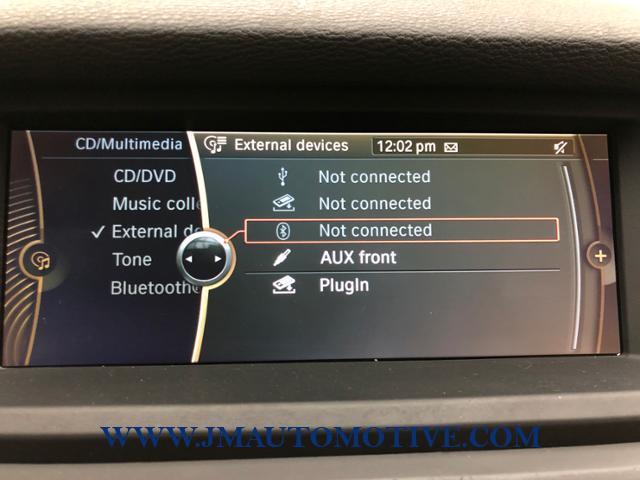 CD/Multimedia
External devices
12:02 pm
CD/DVD
Music colle
External de
Tone
Bluetooth
Not connected
Not connected
Not connected
AUX front
PlugIn
WWW.JMAUTOMOTIVE.COM